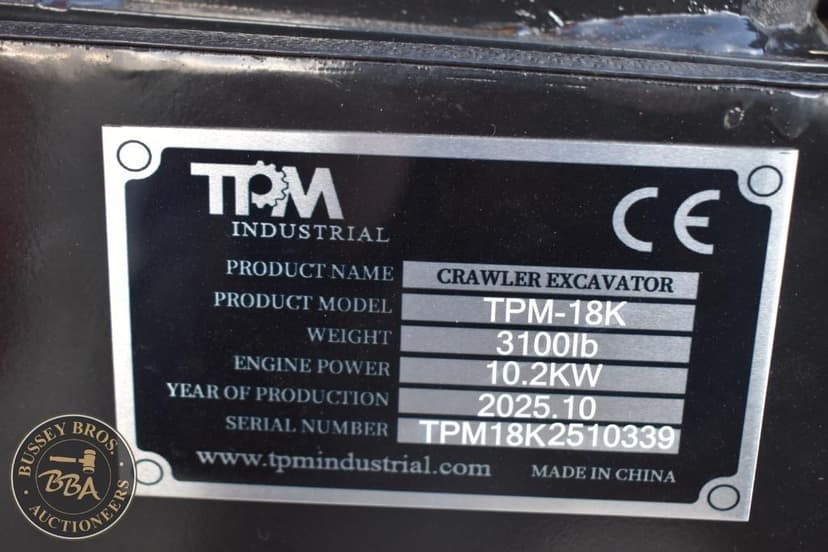 TPM
INDUSTRIAL
CE
PRODUCT NAME CRAWLER EXCAVATOR
PRODUCT MODEL TPM-18K
WEIGHT 3100lb
ENGINE POWER 10.2KW
YEAR OF PRODUCTION 2025.10
SERIAL NUMBER TPM18K2510339
www.tpmindustrial.com MADE IN CHINA
BUSSEY BROS.
BBA
AUCTIONEERS